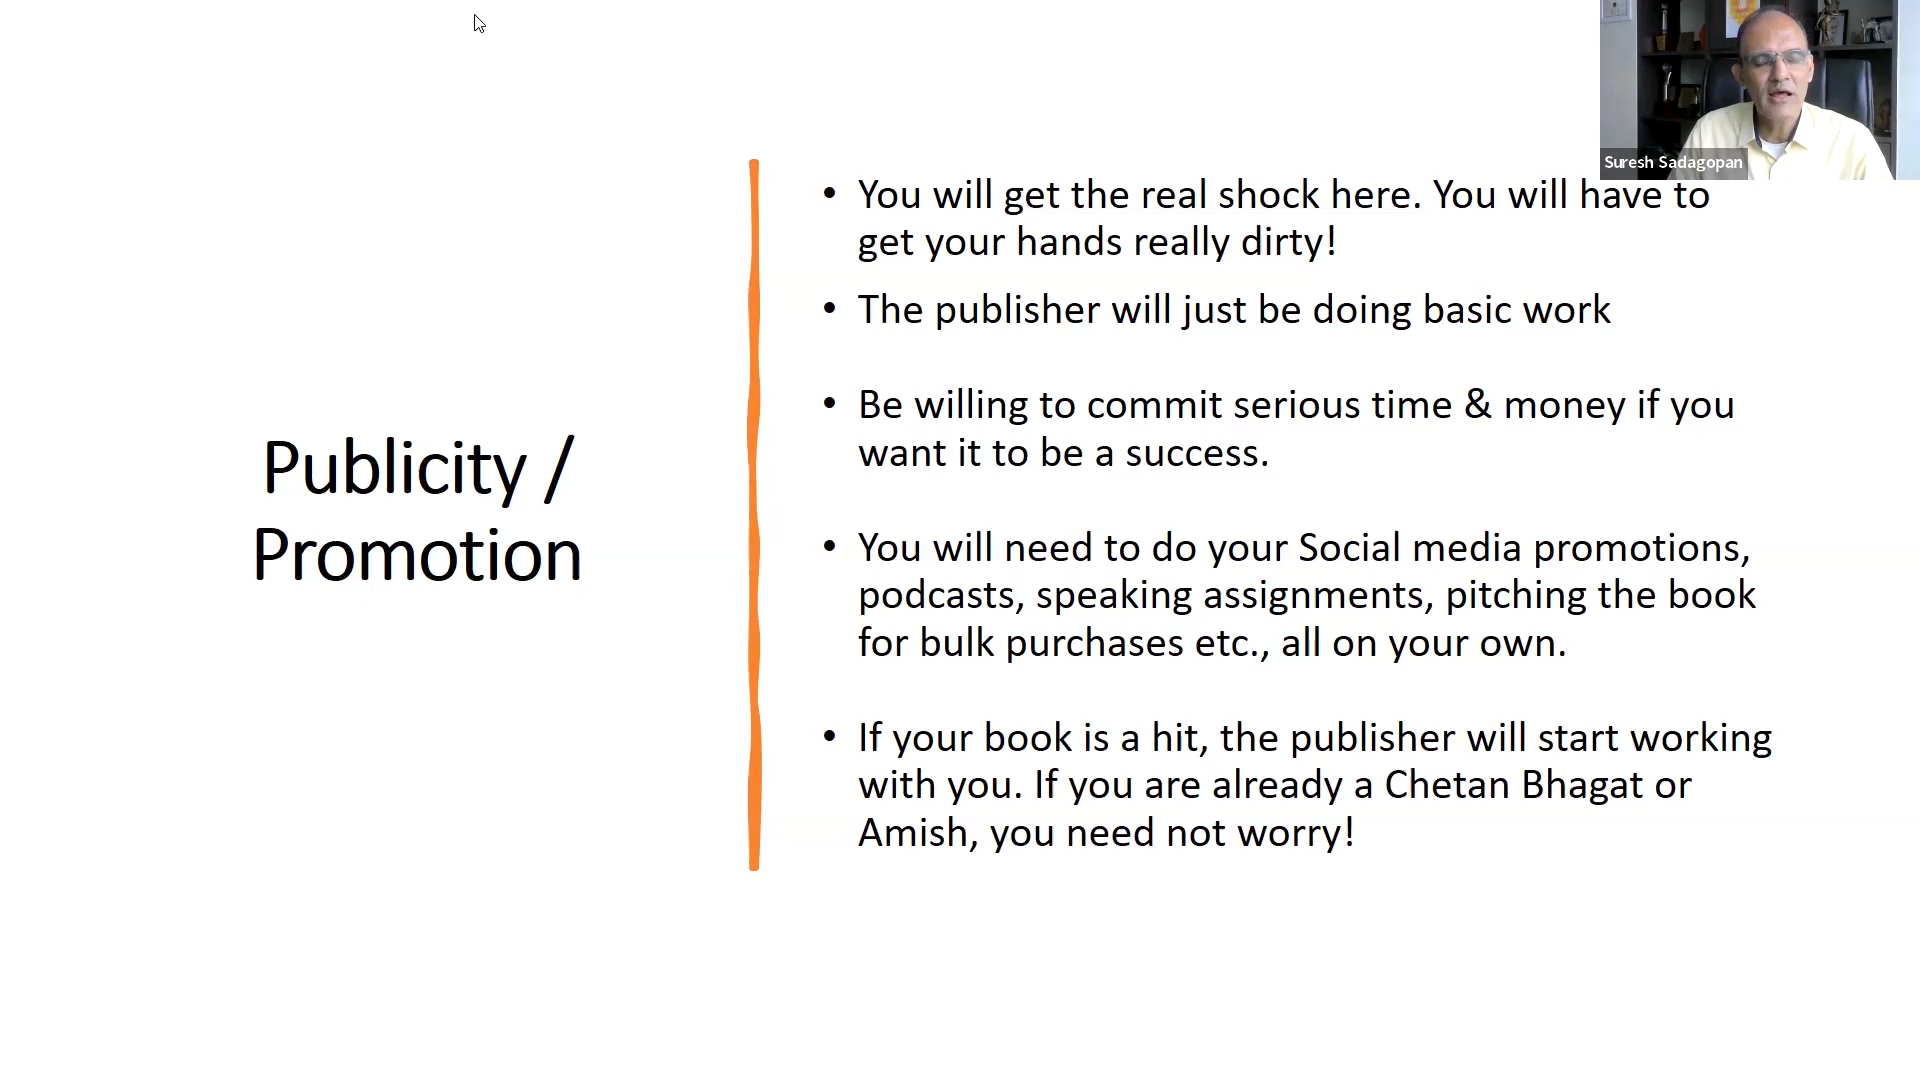 Publicity /
Promotion
• You will get the real shock here. You will have to
get your hands really dirty!
• The publisher will just be doing basic work
• Be willing to commit serious time & money if you
want it to be a success.
• You will need to do your Social media promotions,
podcasts, speaking assignments, pitching the book
for bulk purchases etc., all on your own.
• If your book is a hit, the publisher will start working
with you. If you are already a Chetan Bhagat or
Amish, you need not worry!
Suresh Sadagopan